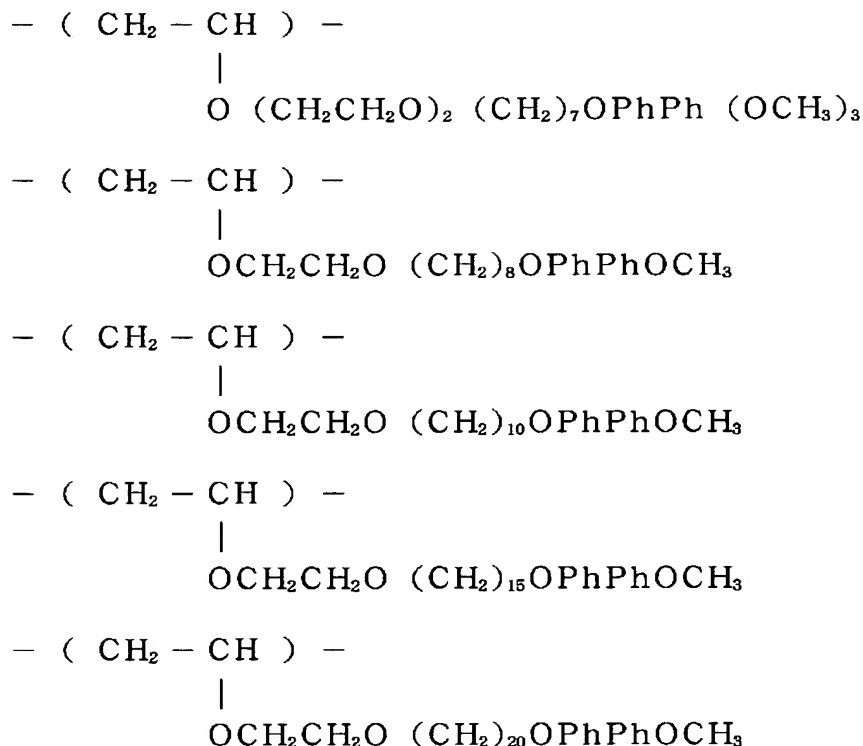 — ( CH₂ — CH ) —
|
O (CH₂CH₂O)₂ (CH₂)₇OPhPh (OCH₃)₃
— ( CH₂ — CH ) —
|
OCH₂CH₂O (CH₂)₈OPhPhOCH₃
— ( CH₂ — CH ) —
|
OCH₂CH₂O (CH₂)₁₀OPhPhOCH₃
— ( CH₂ — CH ) —
|
OCH₂CH₂O (CH₂)₁₅OPhPhOCH₃
— ( CH₂ — CH ) —
|
OCH₂CH₂O (CH₂)₂₀OPhPhOCH₃